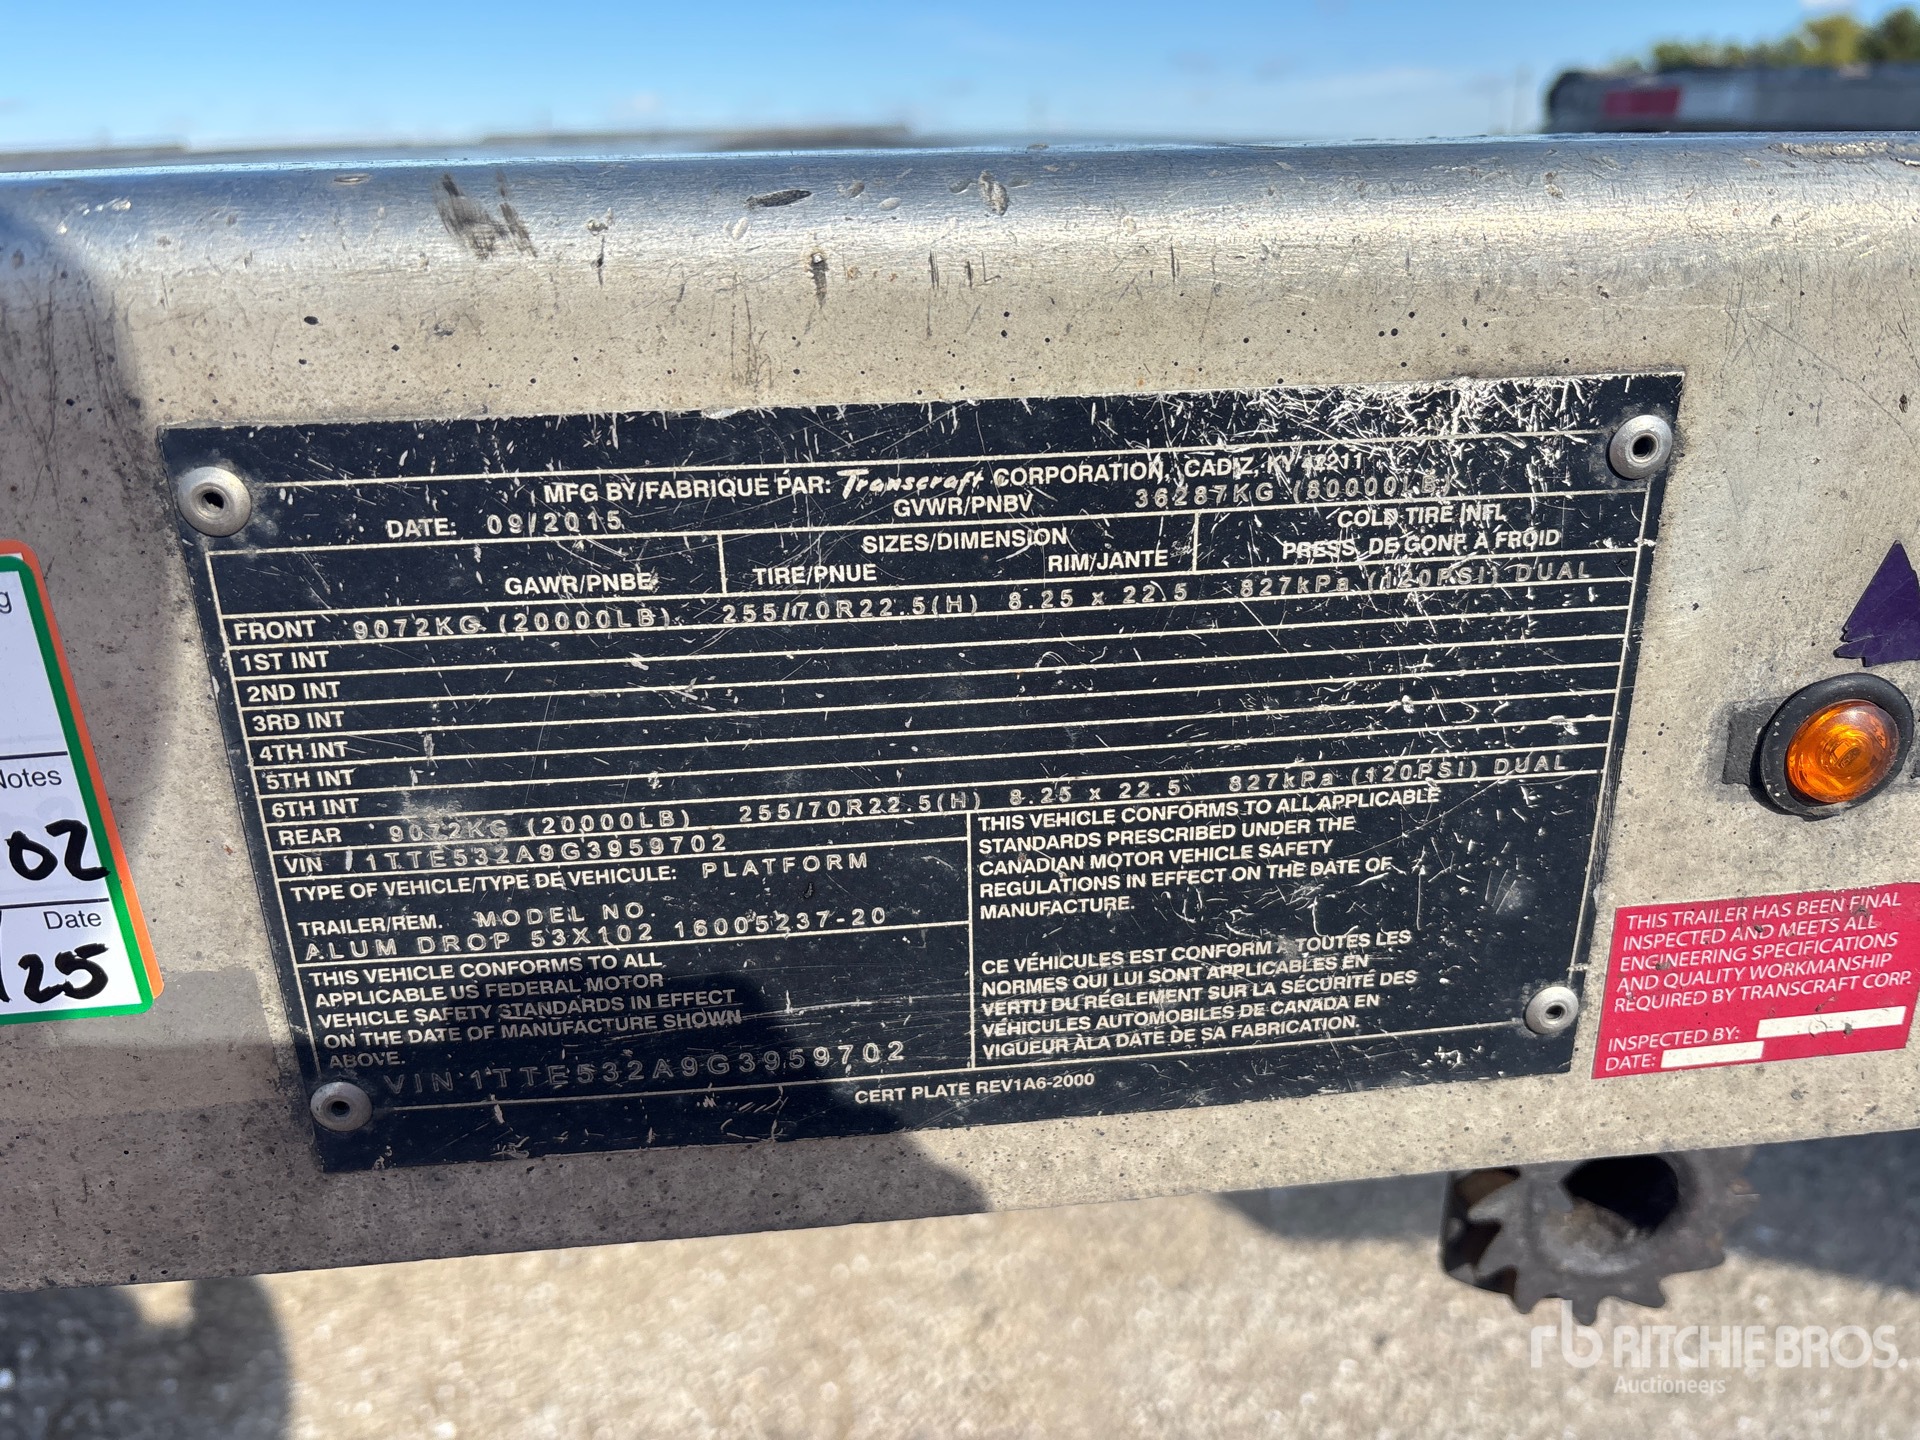 MFG BY/FABRIQUE PAR: Transcraft CORPORATION, CADIZ, KY 42211
DATE: 09/2015 GVWR/PNBV 36287KG (80000LB)
GAWR/PNBE SIZES/DIMENSION COLD TIRE INFL
TIRE/PNUE RIM/JANTE PRESS. DE GONF. À FROID
FRONT 9072KG (20000LB) 255/70R22.5(H) 8.25 x 22.5 827kPa (120PSI) DUAL
1ST INT
2ND INT
3RD INT
4TH INT
5TH INT
6TH INT
REAR 9072KG (20000LB) 255/70R22.5(H) 8.25 x 22.5 827kPa (120PSI) DUAL
VIN 1TTE532A9G3959702
TYPE OF VEHICLE/TYPE DE VEHICULE: PLATFORM
TRAILER/REM. MODEL NO.
ALUM DROP 53X102 16005237-20
THIS VEHICLE CONFORMS TO ALL
APPLICABLE US FEDERAL MOTOR
VEHICLE SAFETY STANDARDS IN EFFECT
ON THE DATE OF MANUFACTURE SHOWN
ABOVE.
VIN 1TTE532A9G3959702
THIS VEHICLE CONFORMS TO ALL APPLICABLE
STANDARDS PRESCRIBED UNDER THE
CANADIAN MOTOR VEHICLE SAFETY
REGULATIONS IN EFFECT ON THE DATE OF
MANUFACTURE.
CE VÉHICULES EST CONFORM À TOUTES LES
NORMES QUI LUI SONT APPLICABLES EN
VERTU DU RÉGLEMENT SUR LA SÉCURITÉ DES
VÉHICULES AUTOMOBILES DE CANADA EN
VIGUEUR ÀLA DATE DE SA FABRICATION.
CERT PLATE REV1A6-2000
THIS TRAILER HAS BEEN FINAL
INSPECTED AND MEETS ALL
ENGINEERING SPECIFICATIONS
AND QUALITY WORKMANSHIP
REQUIRED BY TRANSCRAFT CORP.
INSPECTED BY:
DATE:
Notes
02
Date
25
rb RITCHIE BROS.
Auctioneers